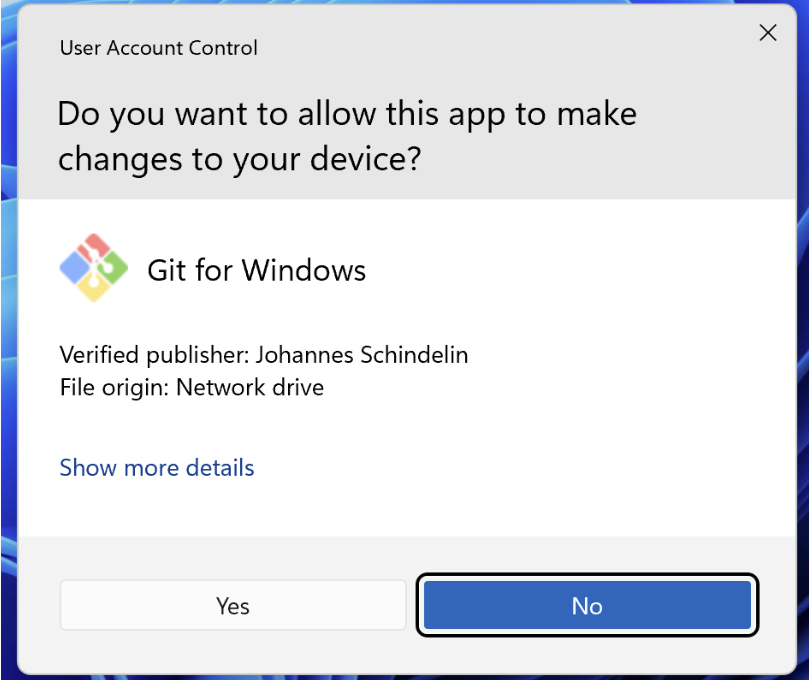 User Account Control
Do you want to allow this app to make
changes to your device?
Git for Windows
Verified publisher: Johannes Schindelin
File origin: Network drive
Show more details
Yes
No